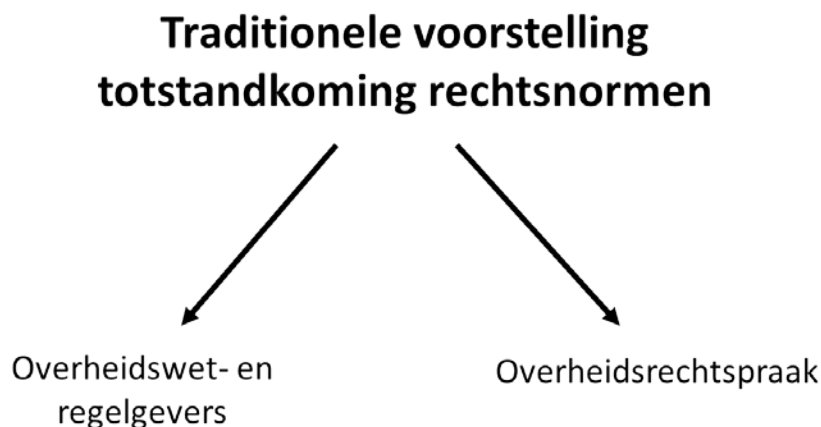 Traditionele voorstelling
totstandkoming rechtsnormen
Overheidswet- en
regelgevers
Overheidsrechtspraak